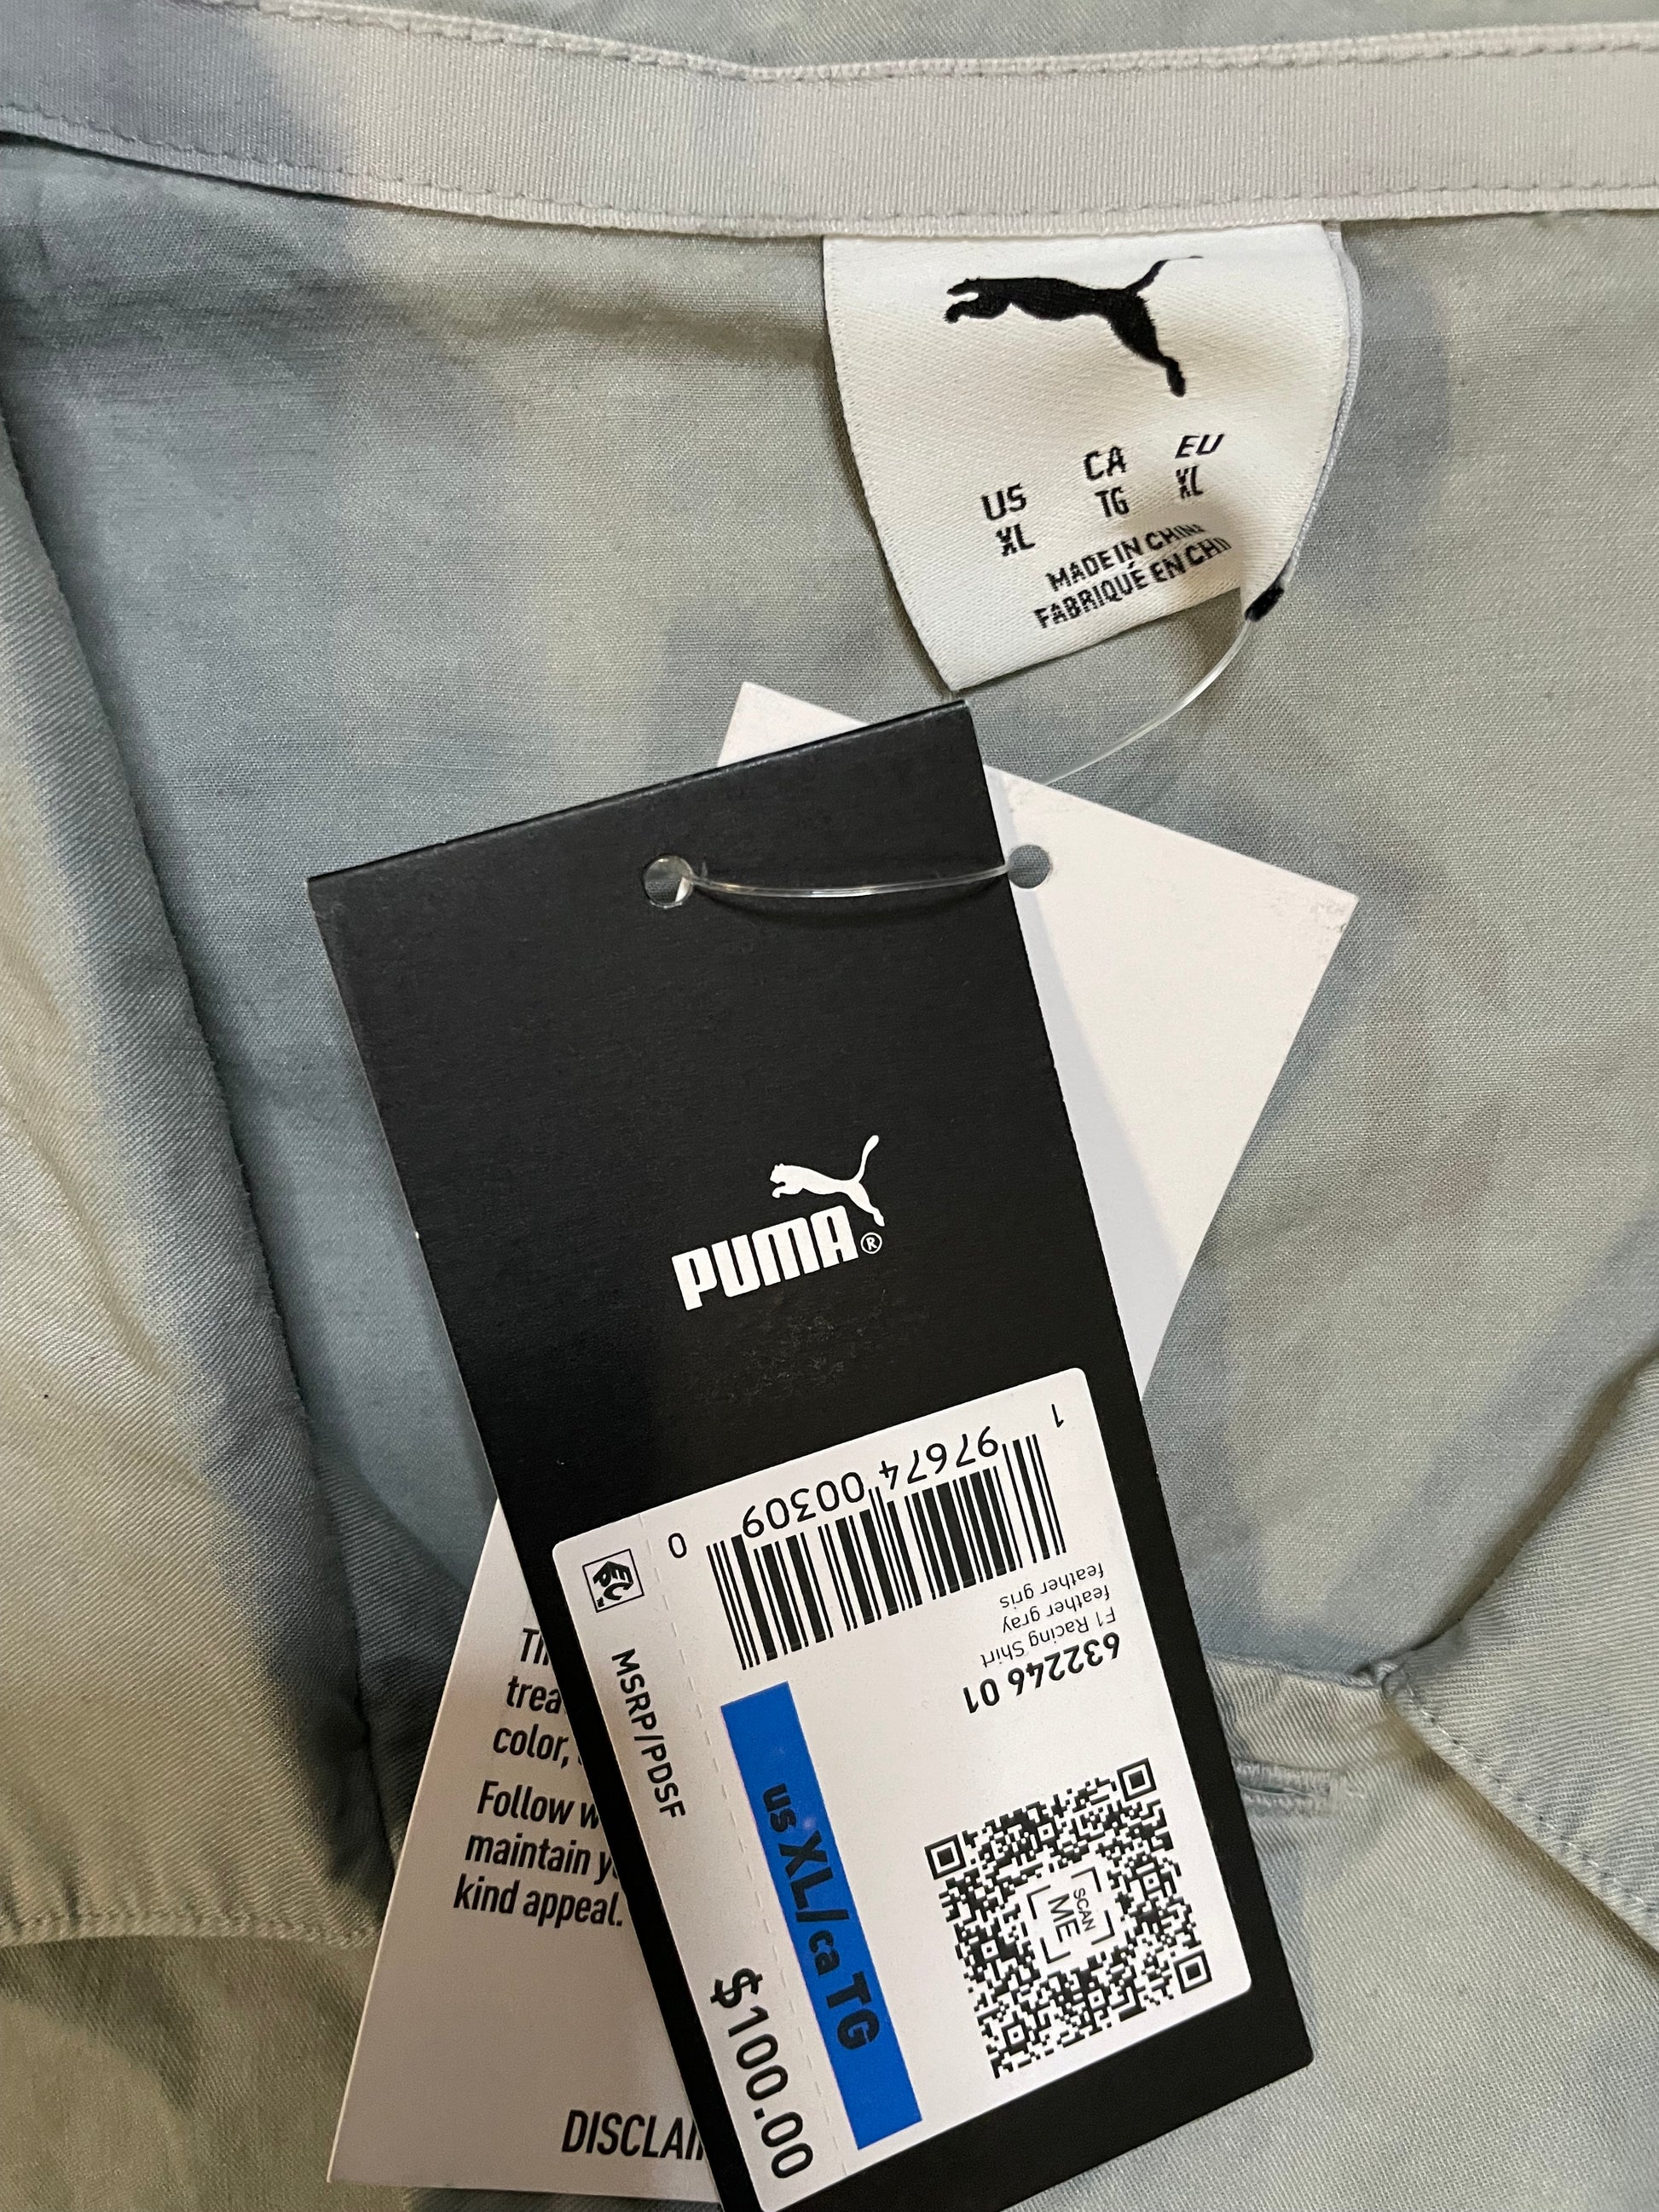 US CA EU
XL TG XL
MADE IN CHINA
FABRIQUÉ EN CHI
PUMA®
1 97674 00309 0
632246 01
F1 Racing Shirt
feather gray
feather gris
SCAN
ME
us XL/ca TG
MSRP/PDSF
$100.00
EPC
color,
Follow
maintain
kind appeal.